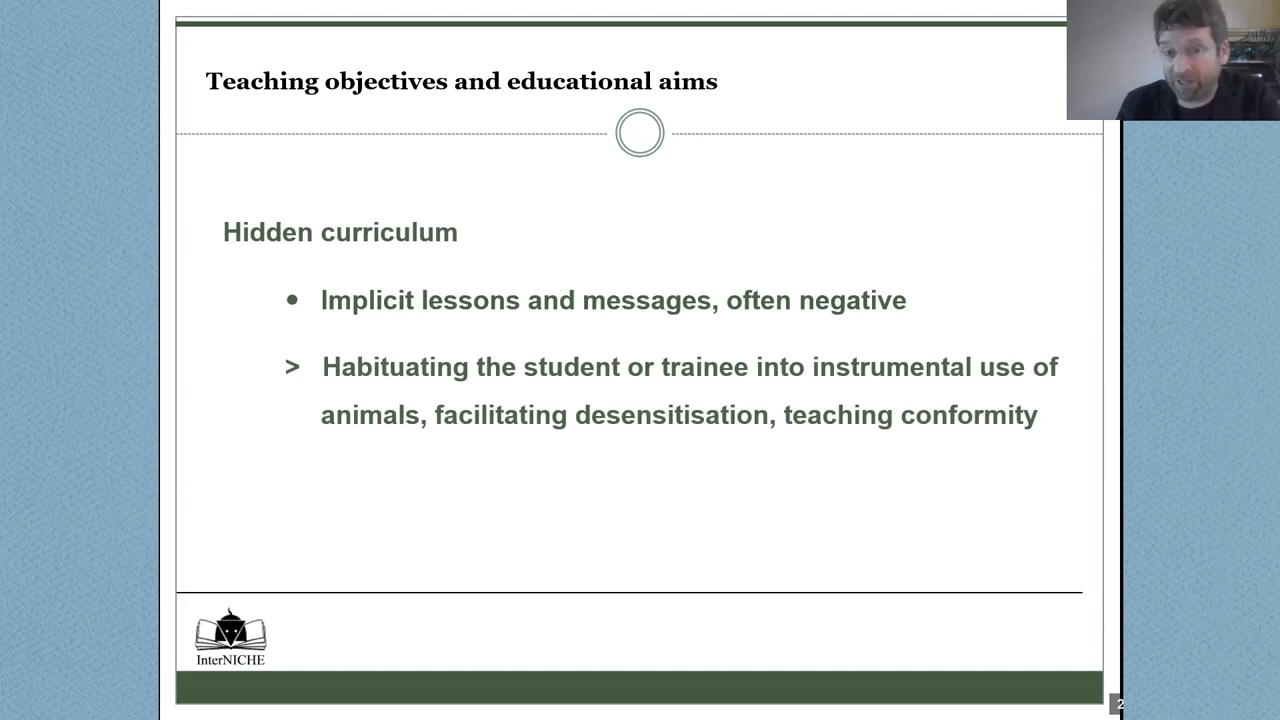 Teaching objectives and educational aims
Hidden curriculum
• Implicit lessons and messages, often negative
> Habituating the student or trainee into instrumental use of
animals, facilitating desensitisation, teaching conformity
InterNICHE
2